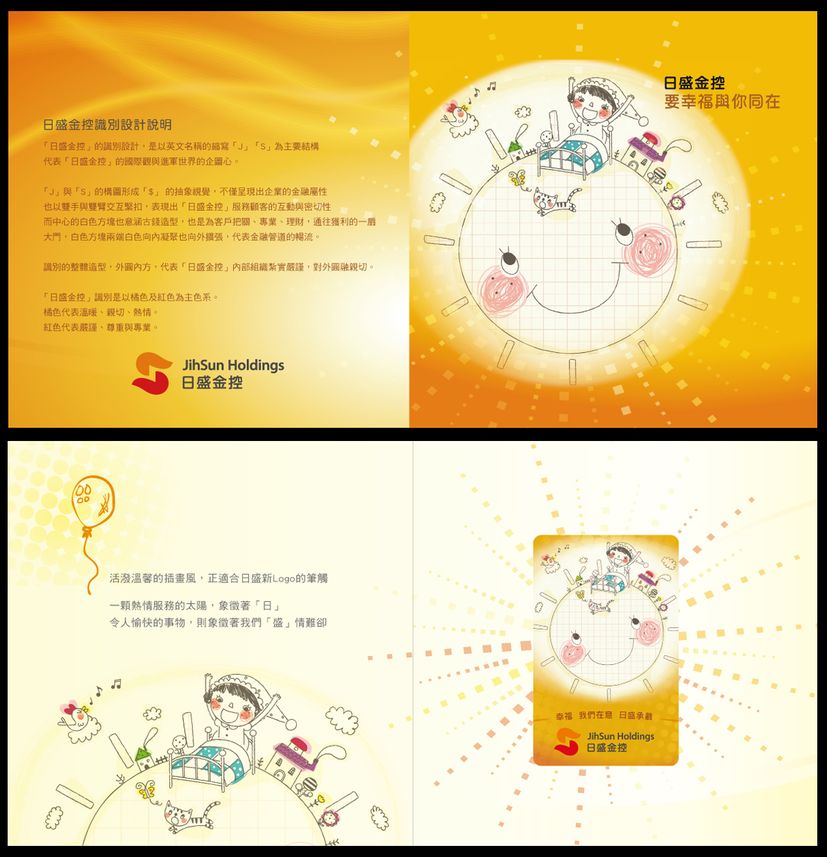 日盛金控識別設計說明
「日盛金控」的識別設計，是以英文名稱的縮寫「J」「S」為主要結構
代表「日盛金控」的國際觀與進軍世界的企圖心。
「J」與「S」的構圖形成「$」的抽象視覺，不僅呈現出企業的金融屬性
也以雙手與雙臂交互緊扣，表現出「日盛金控」服務顧客的互動與密切性
而中心的白色方塊也意涵古錢造型，也是為客戶把關、專業、理財，通往獲利的一扇
大門，白色方塊兩端白色向內凝聚也向外擴張，代表金融管道的暢流。
識別的整體造型，外圓內方，代表「日盛金控」內部組織紮實嚴謹，對外圓融親切。
「日盛金控」識別是以橘色及紅色為主色系。
橘色代表溫暖、親切、熱情。
紅色代表嚴謹、尊重與專業。
JihSun Holdings
日盛金控
日盛金控
要幸福與你同在
活潑溫馨的插畫風，正適合日盛新Logo的筆觸
一顆熱情服務的太陽，象徵著「日」
令人愉快的事物，則象徵著我們「盛」情難卻
幸福 我們在意 日盛承載
JihSun Holdings
日盛金控